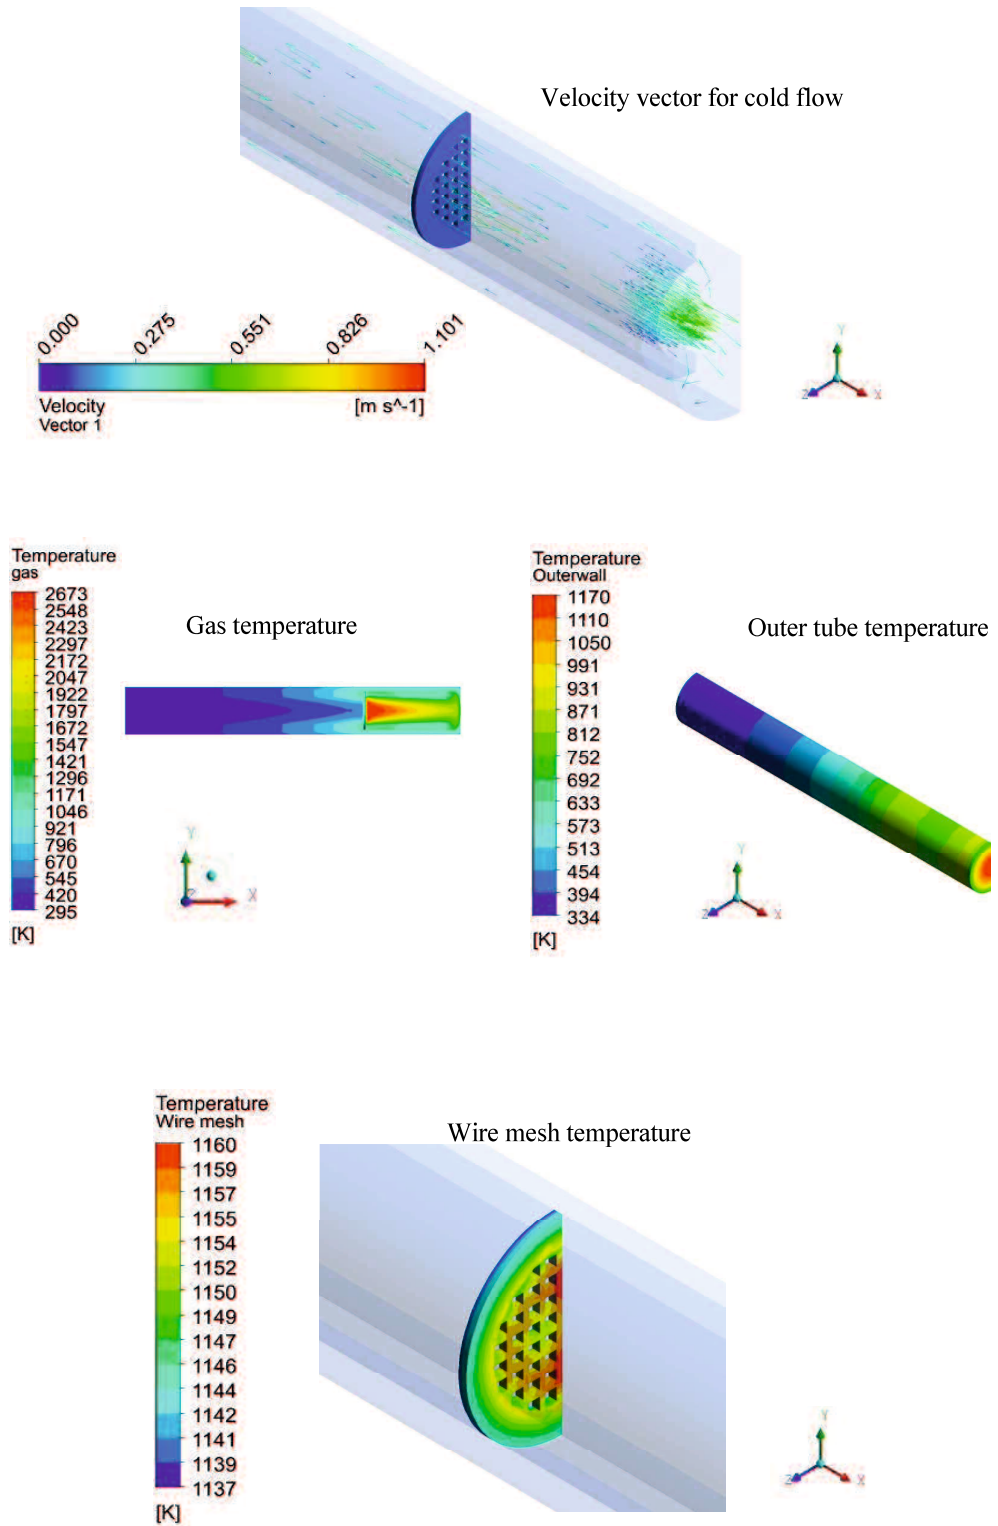 Velocity vector for cold flow
0.000
0.275
0.551
0.826
1.101
Velocity
[m s^-1]
Vector 1
Y
Z
X
Temperature
gas
2673
2548
2423
2297
2172
2047
1922
1797
1672
1547
1421
1296
1171
1046
921
796
670
545
420
295
[K]
Gas temperature
Y
Z
X
Temperature
Outerwall
1170
1110
1050
991
931
871
812
752
692
633
573
513
454
394
334
[K]
Outer tube temperature
Y
Z
X
Temperature
Wire mesh
1160
1159
1157
1155
1154
1152
1150
1149
1147
1146
1144
1142
1141
1139
1137
[K]
Wire mesh temperature
Y
Z
X